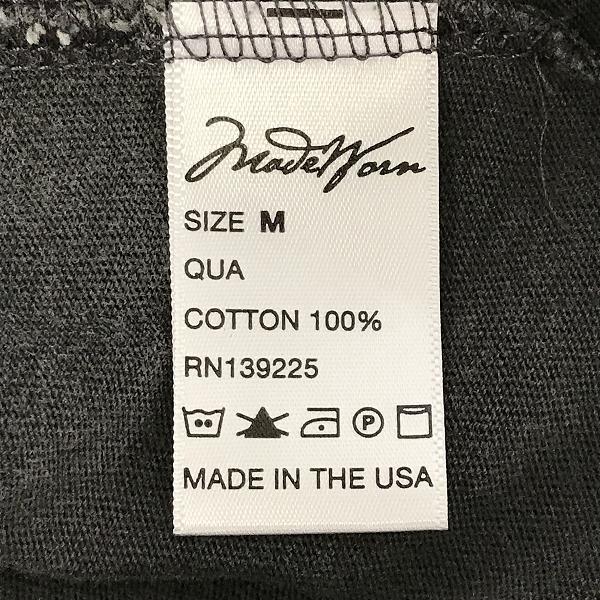 MadeWorn
SIZE M
QUA
COTTON 100%
RN139225
P
MADE IN THE USA